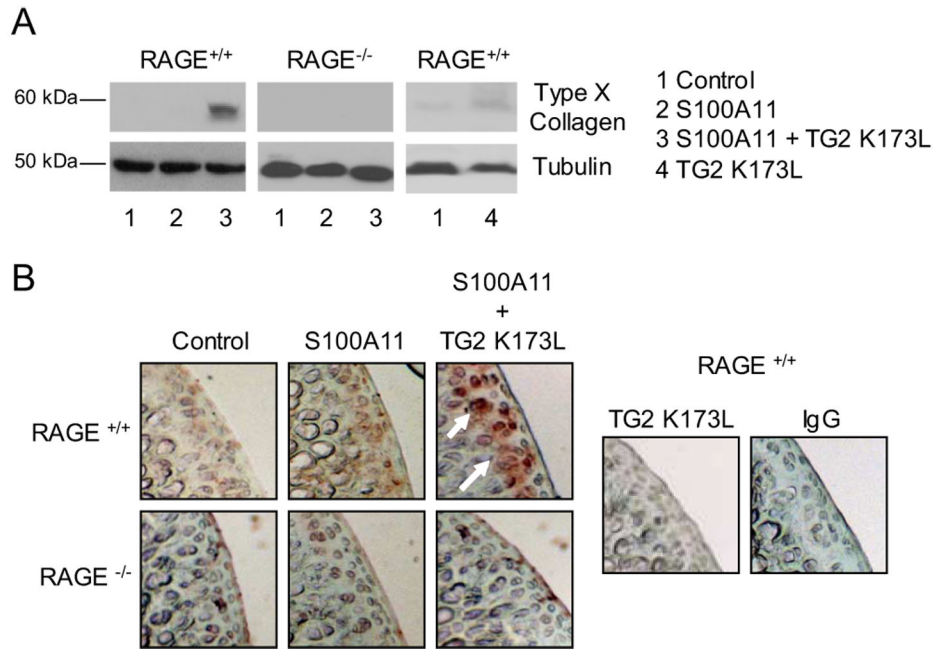 A
RAGE+/+ RAGE-/- RAGE+/+
60 kDa
Type X
Collagen
50 kDa
Tubulin
1 2 3 1 2 3 1 4
1 Control
2 S100A11
3 S100A11 + TG2 K173L
4 TG2 K173L
B
Control S100A11 S100A11
+
TG2 K173L
RAGE +/+
RAGE -/-
RAGE +/+
TG2 K173L IgG